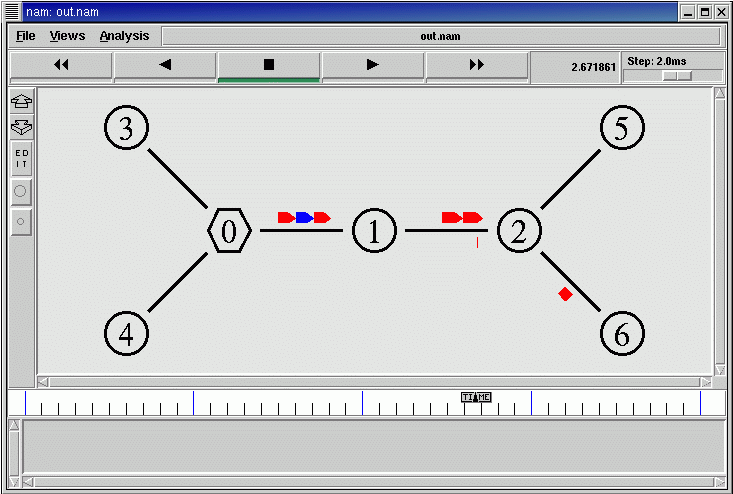 nam: out.nam
File Views Analysis out.nam
2.671861 Step: 2.0ms
E D
I T
3 5
0 1 2
4 6
TIME